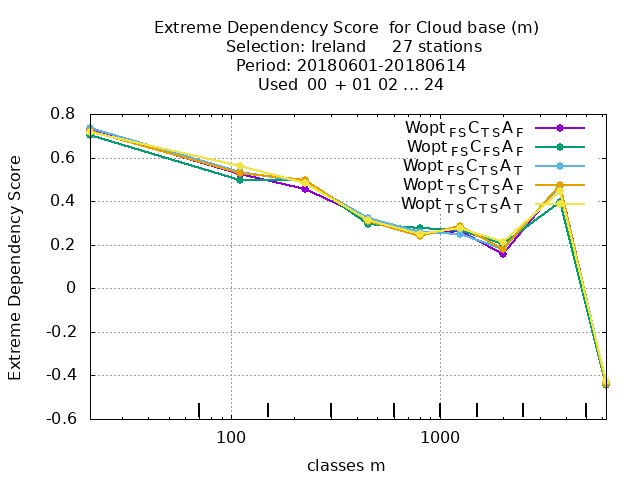 Extreme Dependency Score  for Cloud base (m)
Selection: Ireland     27 stations
Period: 20180601-20180614
Used  00  + 01 02 ... 24
Extreme Dependency Score
0.8
0.6
0.4
0.2
0
-0.2
-0.4
-0.6
Wopt FS C TS A F
Wopt FS C FS A F
Wopt FS C TS A T
Wopt TS C TS A F
Wopt TS C TS A T
100
1000
classes m